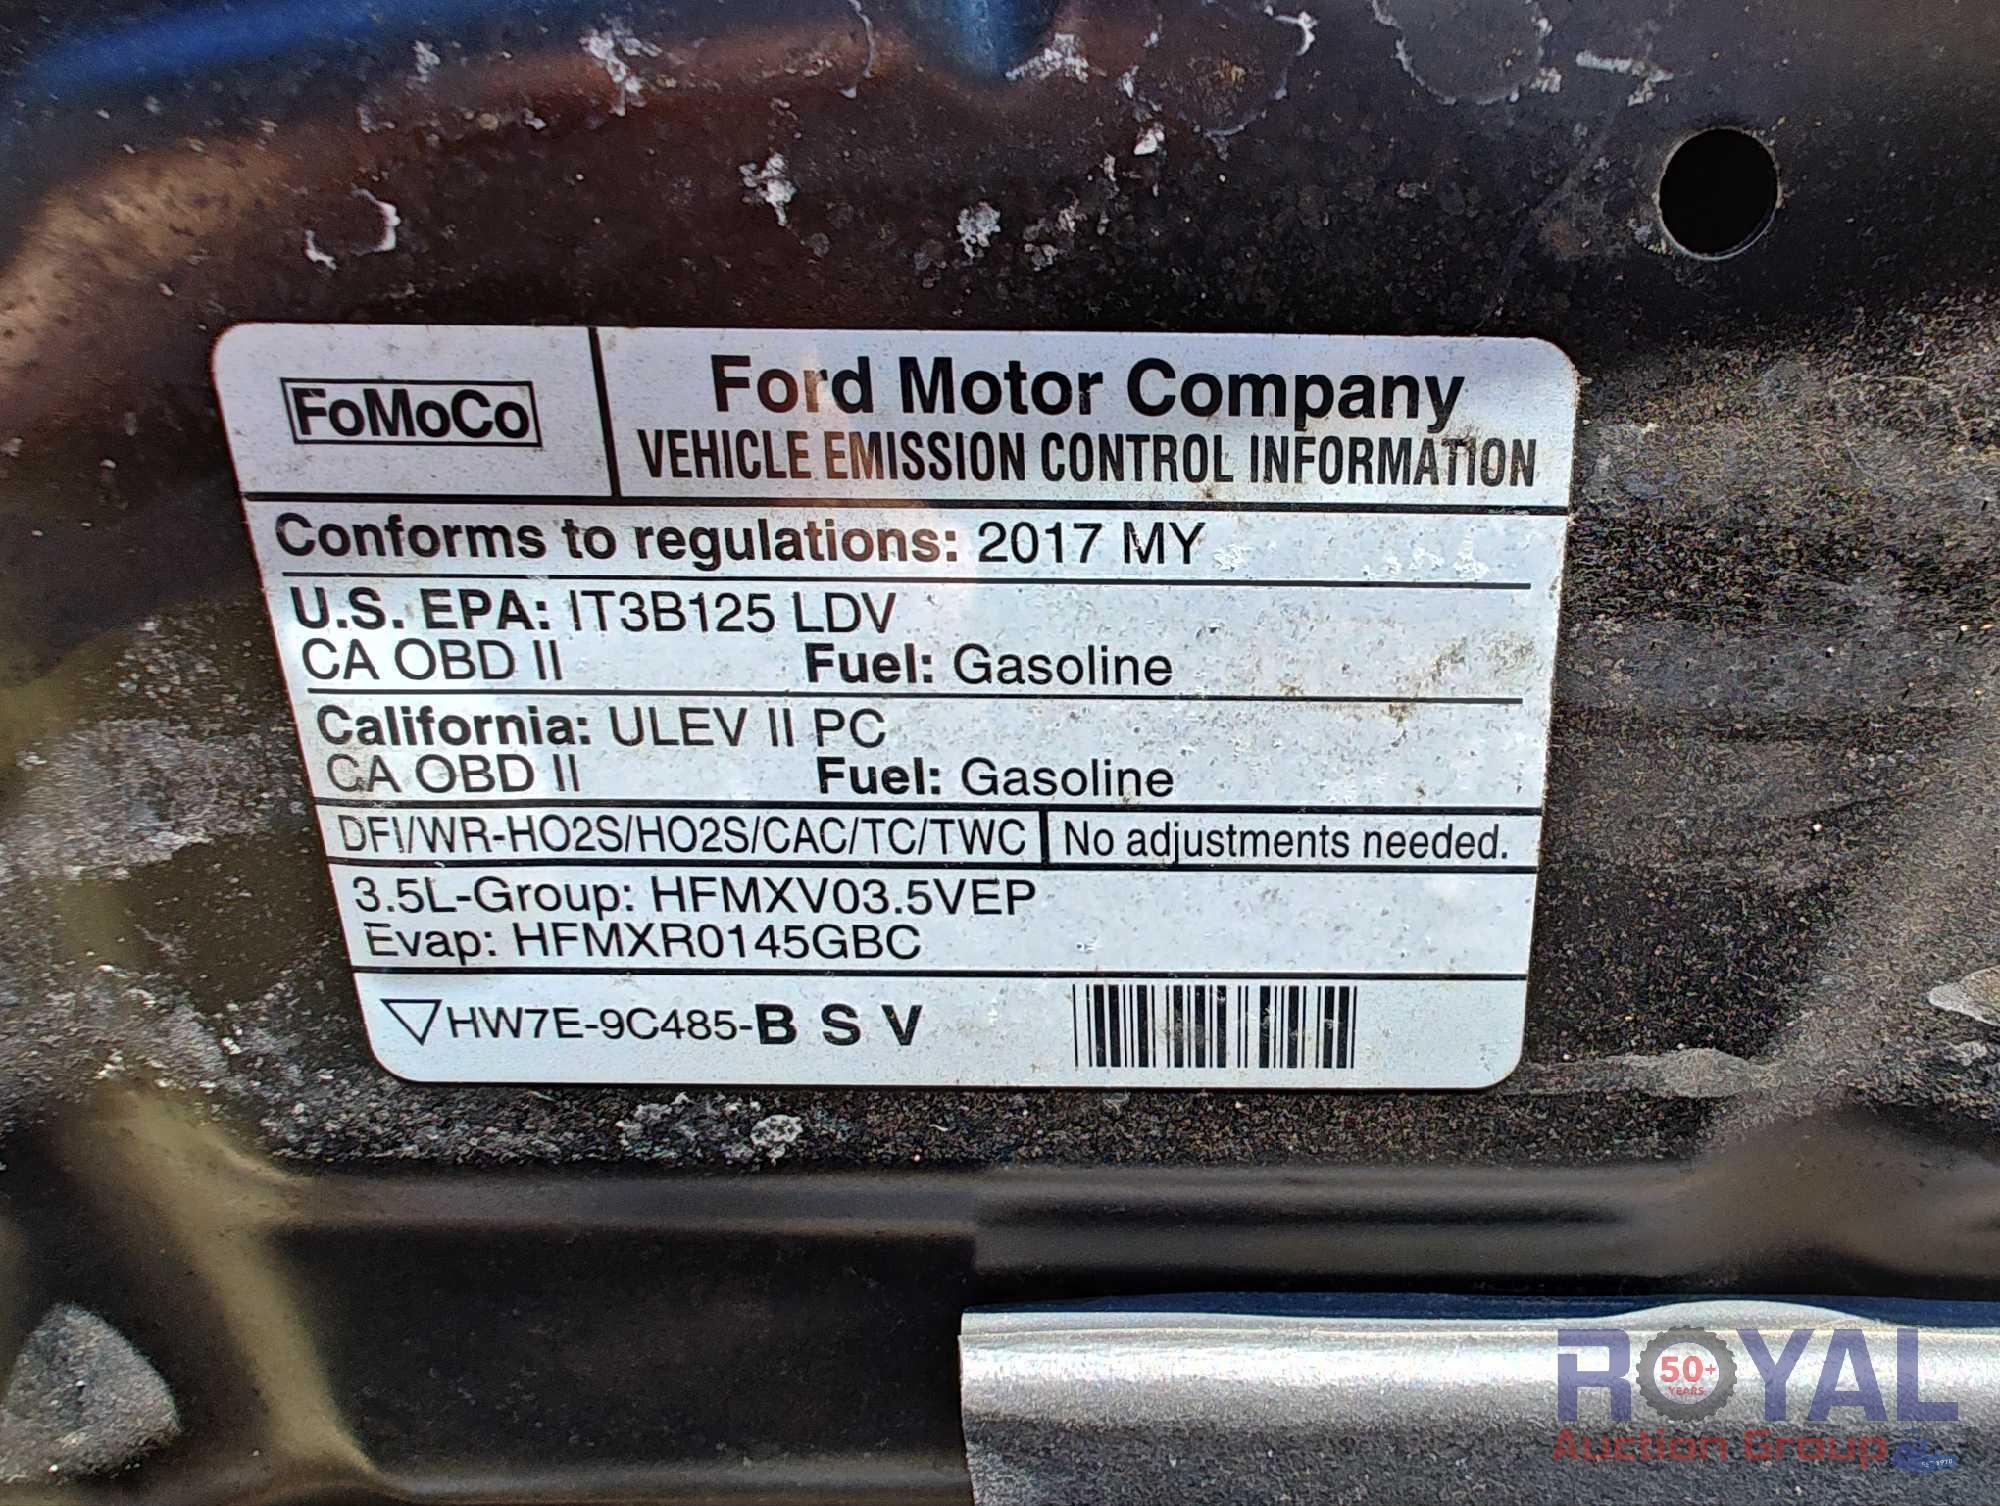 FoMoCo
Ford Motor Company
VEHICLE EMISSION CONTROL INFORMATION
Conforms to regulations: 2017 MY
U.S. EPA: IT3B125 LDV
CA OBD II Fuel: Gasoline
California: ULEV II PC
CA OBD II Fuel: Gasoline
DFI/WR-HO2S/HO2S/CAC/TC/TWC No adjustments needed.
3.5L-Group: HFMXV03.5VEP
Evap: HFMXR0145GBC
HW7E-9C485-B S V
ROYAL
50+
YEARS
Auction Group